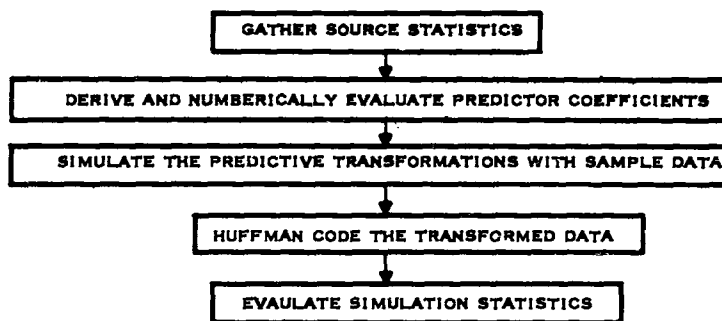 GATHER SOURCE STATISTICS
DERIVE AND NUMBERICALLY EVALUATE PREDICTOR COEFFICIENTS
SIMULATE THE PREDICTIVE TRANSFORMATIONS WITH SAMPLE DATA
HUFFMAN CODE THE TRANSFORMED DATA
EVAULATE SIMULATION STATISTICS